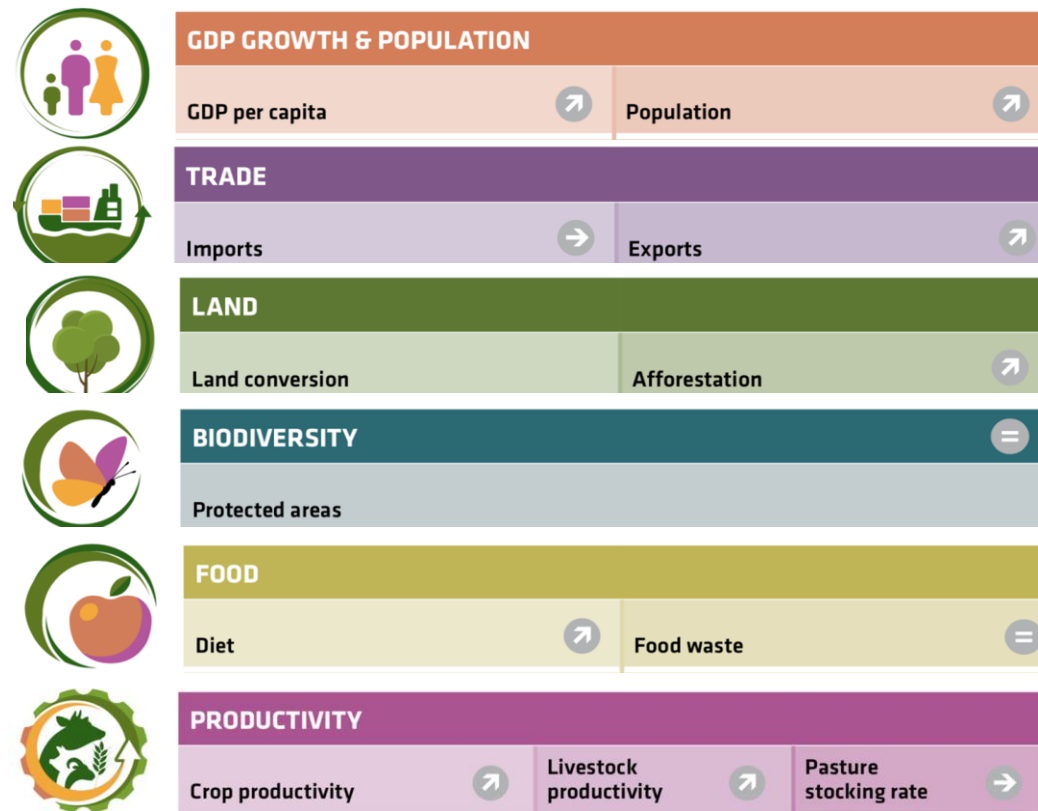 GDP GROWTH & POPULATION
GDP per capita
Population
TRADE
Imports
Exports
LAND
Land conversion
Afforestation
BIODIVERSITY
=
Protected areas
FOOD
Diet
Food waste
=
PRODUCTIVITY
Crop productivity
Livestock
productivity
Pasture
stocking rate